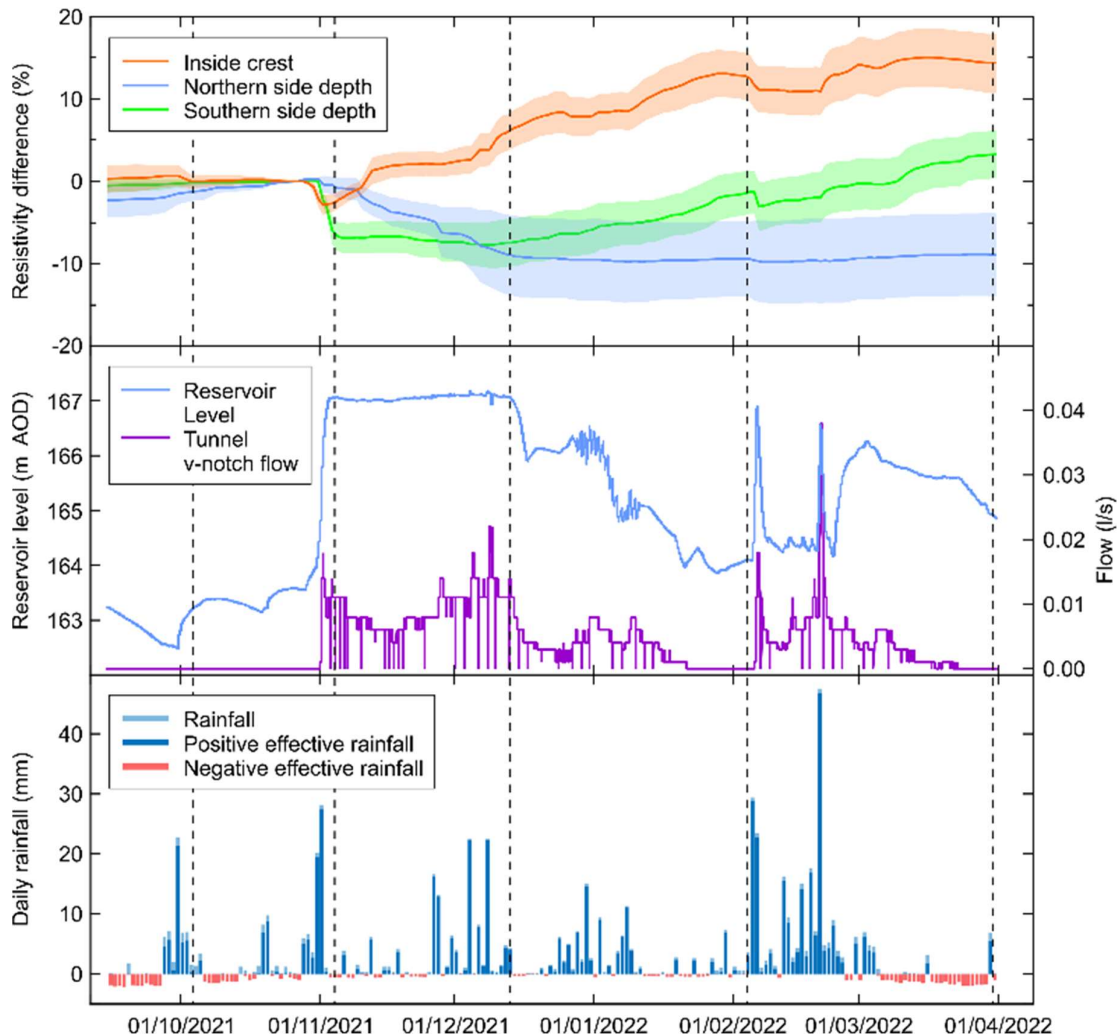 20
10
0
-10
-20
Resistivity difference (%)
Inside crest
Northern side depth
Southern side depth
167
166
165
164
163
Reservoir level (m AOD)
Reservoir
Level
Tunnel
v-notch flow
0.04
0.03
0.02
0.01
0.00
Flow (l/s)
40
30
20
10
0
Daily rainfall (mm)
Rainfall
Positive effective rainfall
Negative effective rainfall
01/10/2021 01/11/2021 01/12/2021 01/01/2022 01/02/2022 01/03/2022 01/04/2022